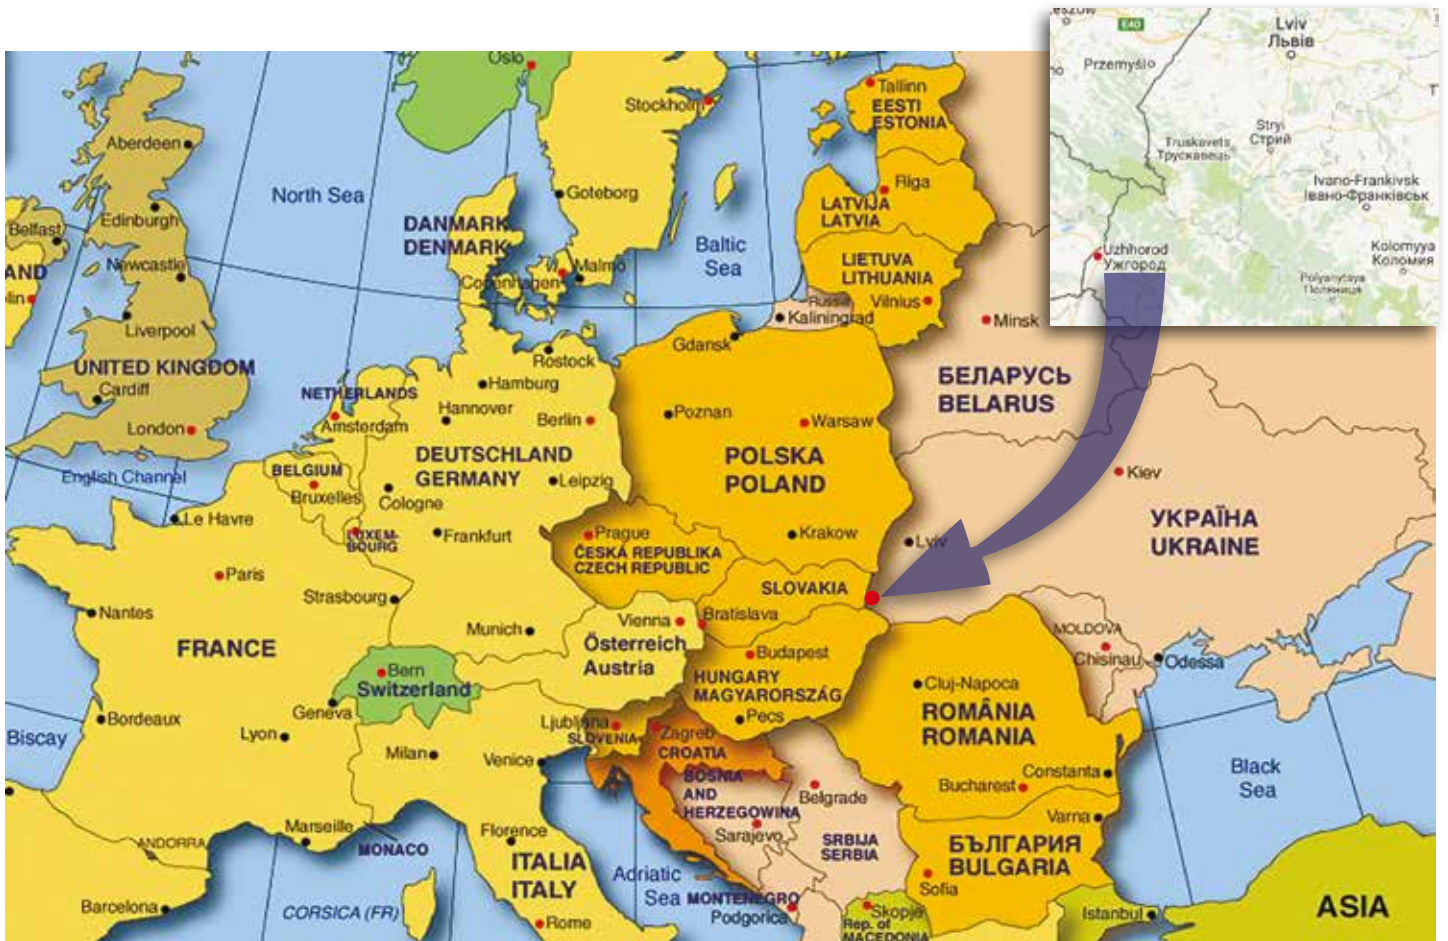 Lviv
Львів
E40
Przemyśl
Stryi
Стрий
Truskavets
Трускавець
Ivano-Frankivsk
Івано-Франківськ
Kolomyya
Коломия
Uzhhorod
Ужгород
Polyanytsya
Поляниця
Oslo
Stockholm
Tallinn
EESTI
ESTONIA
Aberdeen
North Sea
Goteborg
Riga
LATVIJA
LATVIA
Edinburgh
Belfast
DANMARK
DENMARK
Baltic
Sea
LIETUVA
LITHUANIA
Newcastle
AND
lin
Copenhagen
Malmo
Vilnius
Russia
Kaliningrad
Minsk
Liverpool
Gdansk
Rostock
UNITED KINGDOM
Cardiff
NETHERLANDS
Hamburg
БЕЛАРУСЬ
BELARUS
London
Amsterdam
Hannover
Berlin
Poznan
Warsaw
English Channel
BELGIUM
Bruxelles
DEUTSCHLAND
GERMANY
Leipzig
POLSKA
POLAND
Kiev
Cologne
Le Havre
LUXEM-
BOURG
Frankfurt
Prague
ČESKÁ REPUBLIKA
CZECH REPUBLIC
Krakow
Lviv
УКРАЇНА
UKRAINE
Paris
Strasbourg
SLOVAKIA
Nantes
Munich
Vienna
Bratislava
MOLDOVA
Chisinau
Odessa
FRANCE
Österreich
Austria
Budapest
HUNGARY
MAGYARORSZÁG
Bern
Switzerland
Geneva
Cluj-Napoca
Pecs
ROMÂNIA
ROMANIA
Biscay
Bordeaux
Lyon
Milan
Venice
Ljubljana
SLOVENIA
Zagreb
CROATIA
BOSNIA
AND
HERZEGOWINA
Belgrade
Bucharest
Constanta
Black
Sea
Sarajevo
SRBIJA
SERBIA
Varna
БЪЛГАРИЯ
BULGARIA
Sofia
ANDORRA
Marseille
MONACO
Florence
ITALIA
ITALY
Adriatic
Sea
MONTENEGRO
Podgorica
Skopje
Rep. of
MACEDONIA
Barcelona
CORSICA (FR)
Rome
Istanbul
ASIA